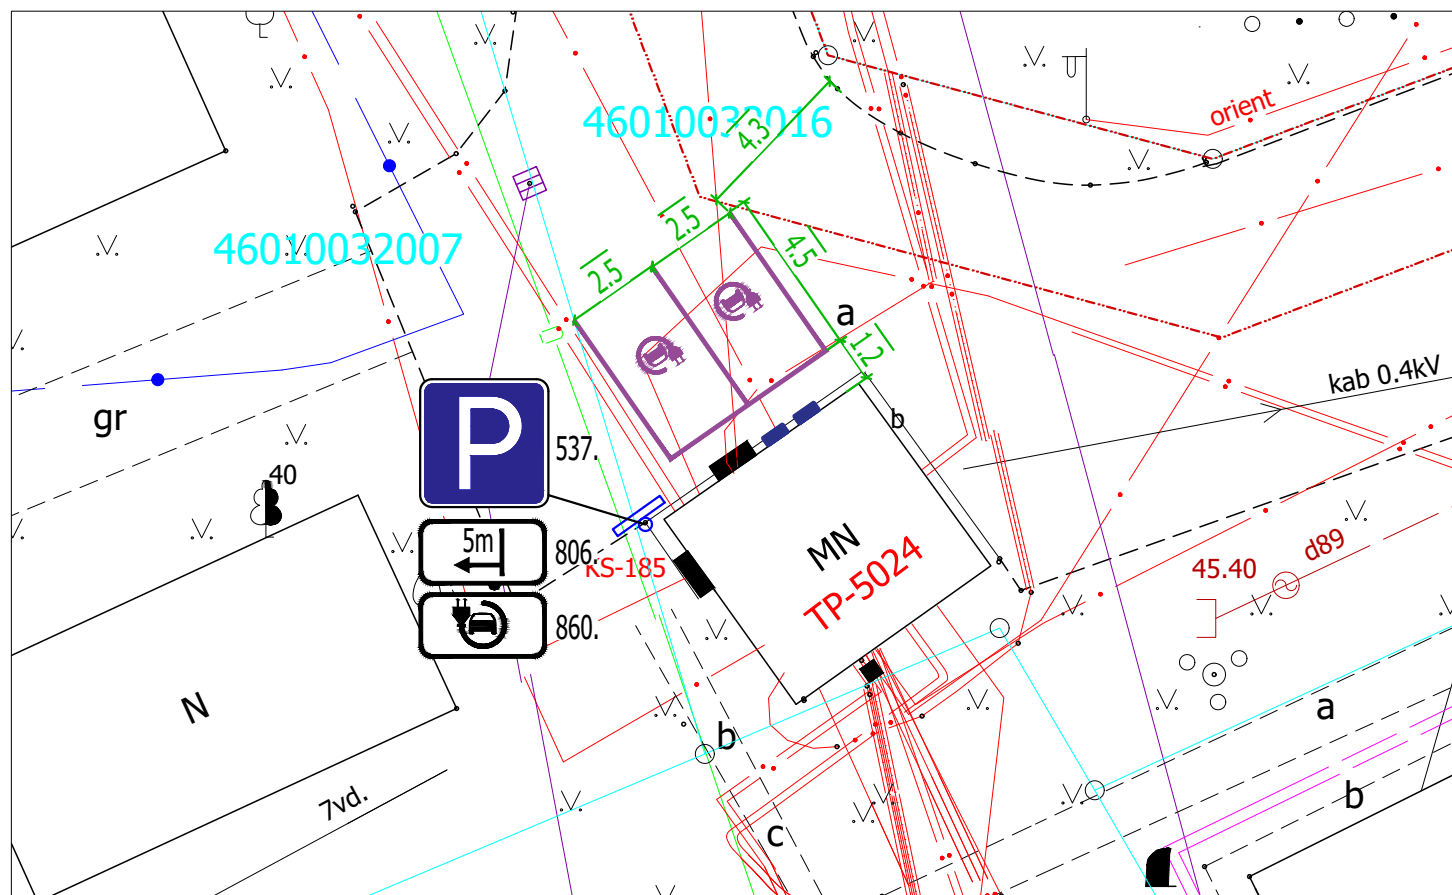 orient
46010032016
4.3
2.5
46010032007
4.5
2.5
a
1.2
kab 0.4kV
gr
b
P
537.
40
5m
806.
MN
KS-185
TP-5024
d89
45.40
860.
N
a
b
7vd.
b
c